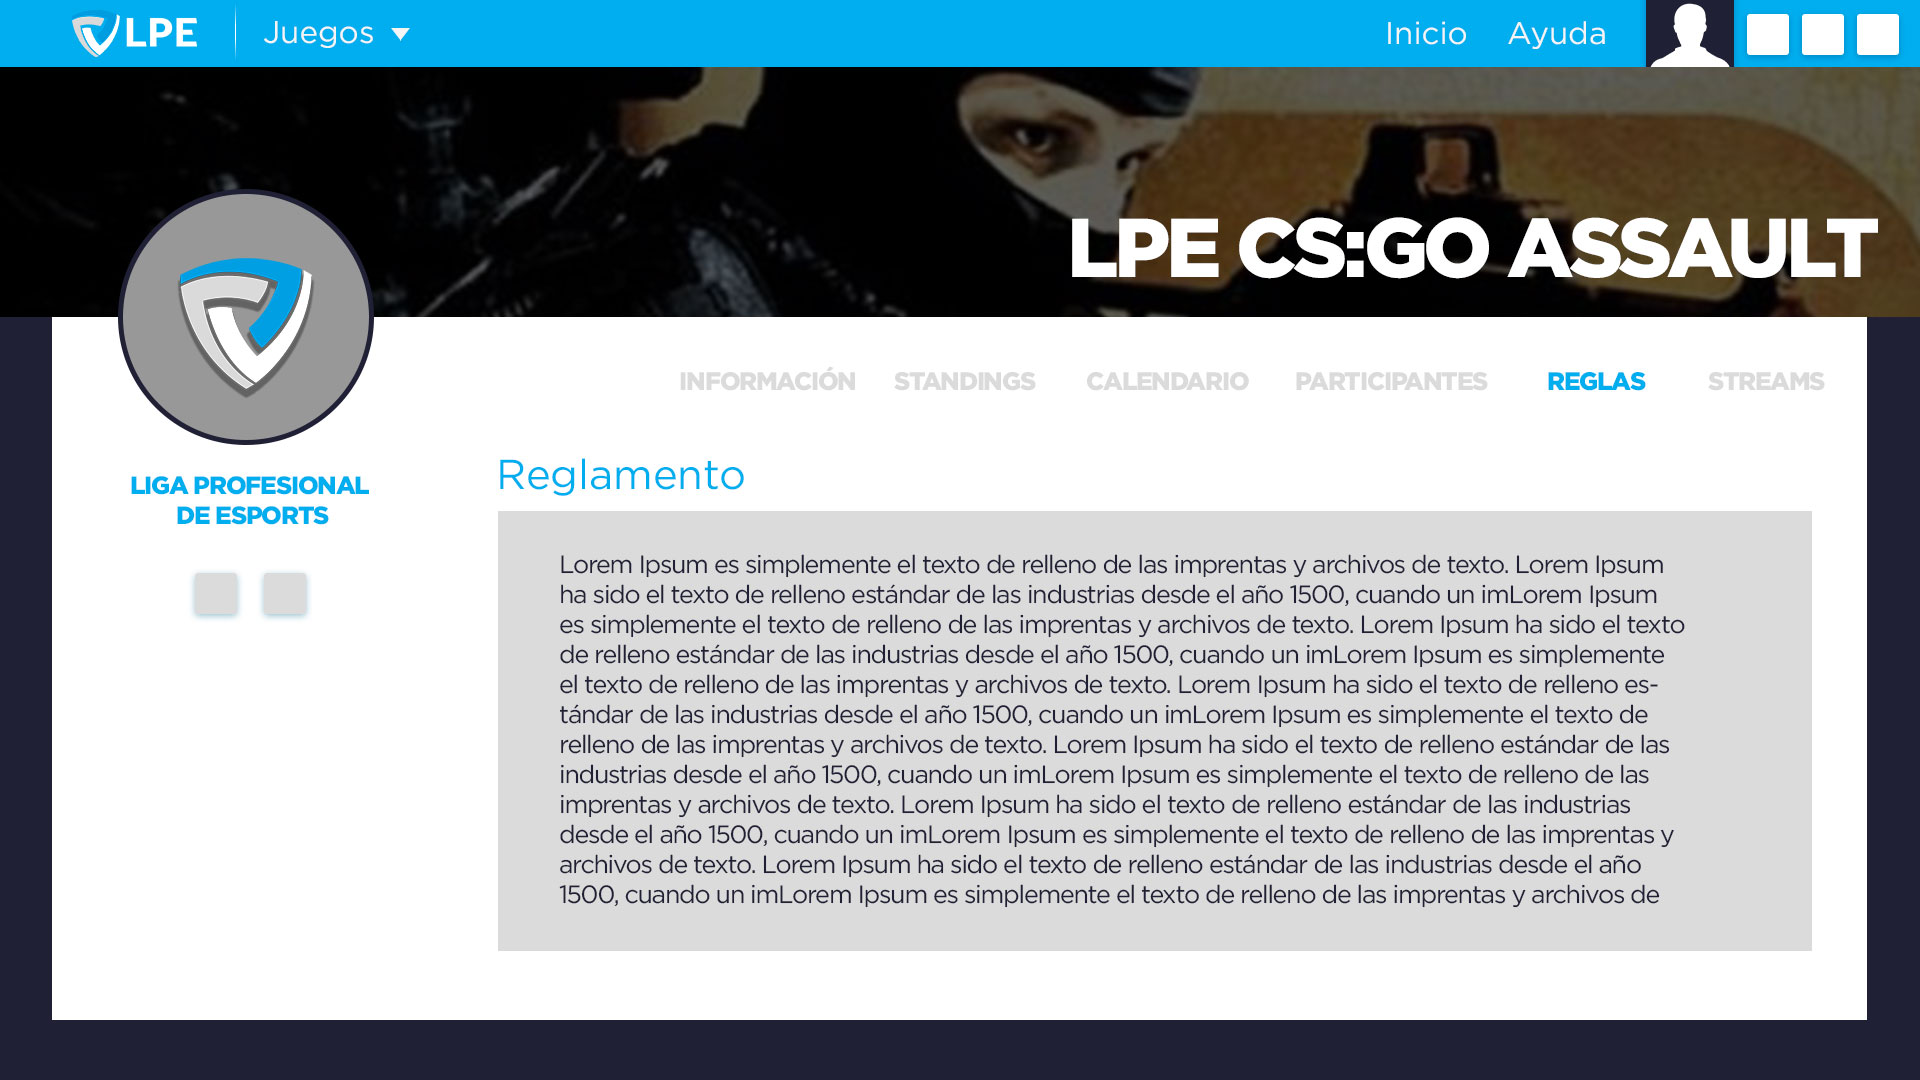 LPE
Juegos
Inicio
Ayuda
LPE CS:GO ASSAULT
INFORMACIÓN
STANDINGS
CALENDARIO
PARTICIPANTES
REGLAS
STREAMS
LIGA PROFESIONAL
DE ESPORTS
Reglamento
Lorem Ipsum es simplemente el texto de relleno de las imprentas y archivos de texto. Lorem Ipsum
ha sido el texto de relleno estándar de las industrias desde el año 1500, cuando un imLorem Ipsum
es simplemente el texto de relleno de las imprentas y archivos de texto. Lorem Ipsum ha sido el texto
de relleno estándar de las industrias desde el año 1500, cuando un imLorem Ipsum es simplemente
el texto de relleno de las imprentas y archivos de texto. Lorem Ipsum ha sido el texto de relleno es-
tándar de las industrias desde el año 1500, cuando un imLorem Ipsum es simplemente el texto de
relleno de las imprentas y archivos de texto. Lorem Ipsum ha sido el texto de relleno estándar de las
industrias desde el año 1500, cuando un imLorem Ipsum es simplemente el texto de relleno de las
imprentas y archivos de texto. Lorem Ipsum ha sido el texto de relleno estándar de las industrias
desde el año 1500, cuando un imLorem Ipsum es simplemente el texto de relleno de las imprentas y
archivos de texto. Lorem Ipsum ha sido el texto de relleno estándar de las industrias desde el año
1500, cuando un imLorem Ipsum es simplemente el texto de relleno de las imprentas y archivos de